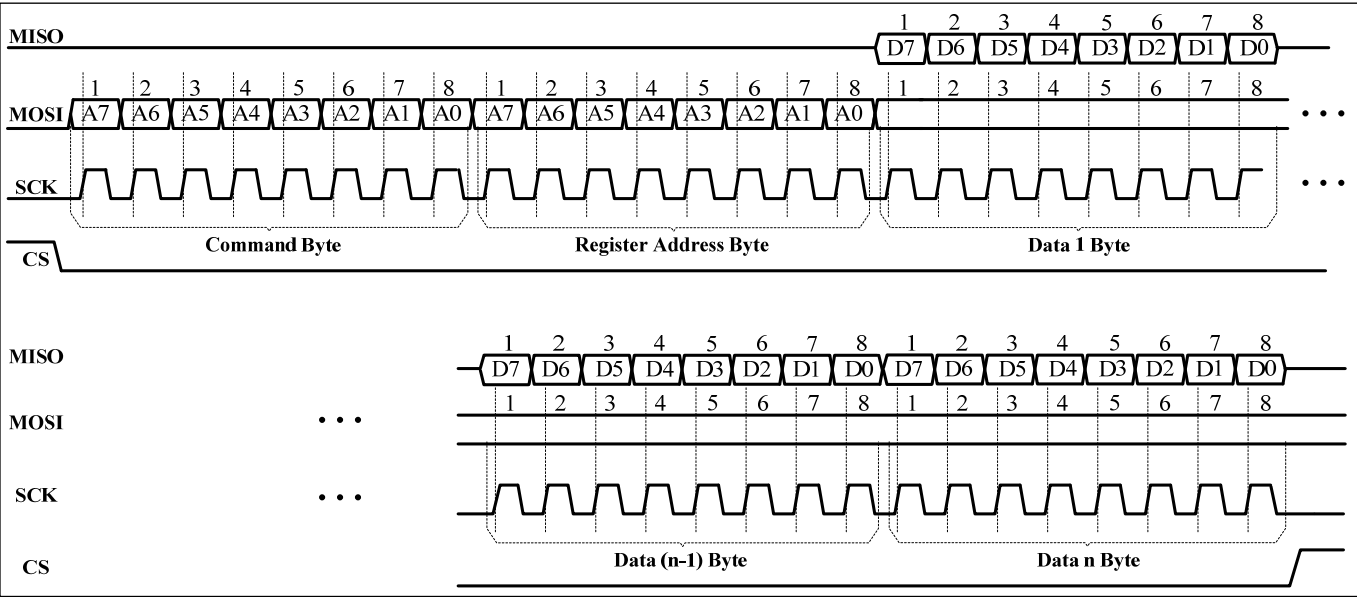 1 2 3 4 5 6 7 8
MISO D7 D6 D5 D4 D3 D2 D1 D0
1 2 3 4 5 6 7 8 1 2 3 4 5 6 7 8 1 2 3 4 5 6 7 8
MOSI A7 A6 A5 A4 A3 A2 A1 A0 A7 A6 A5 A4 A3 A2 A1 A0 • • •
SCK • • •
Command Byte Register Address Byte Data 1 Byte
CS
1 2 3 4 5 6 7 8 1 2 3 4 5 6 7 8
MISO D7 D6 D5 D4 D3 D2 D1 D0 D7 D6 D5 D4 D3 D2 D1 D0
1 2 3 4 5 6 7 8 1 2 3 4 5 6 7 8
MOSI • • •
SCK • • •
Data (n-1) Byte Data n Byte
CS